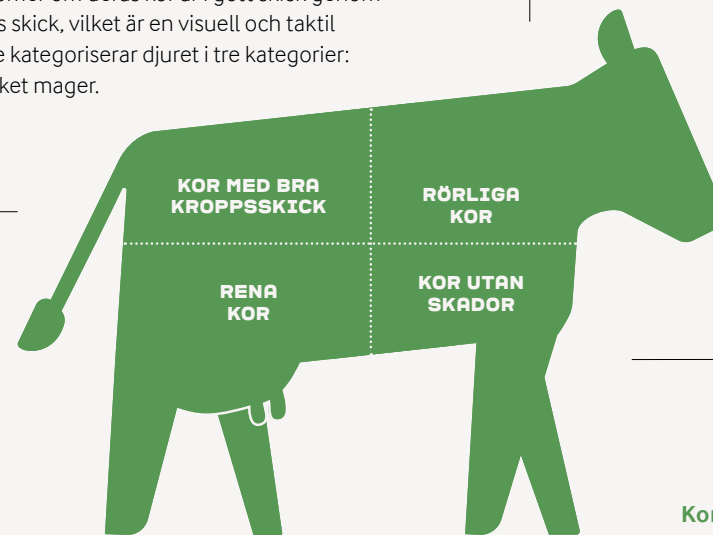 s skick, vilket är en visuell och taktil
e kategoriserar djuret i tre kategorier:
ket mager.
KOR MED BRA
KROPPSSKICK
RÖRLIGA
KOR
RENA
KOR
KOR UTAN
SKADOR
Kor